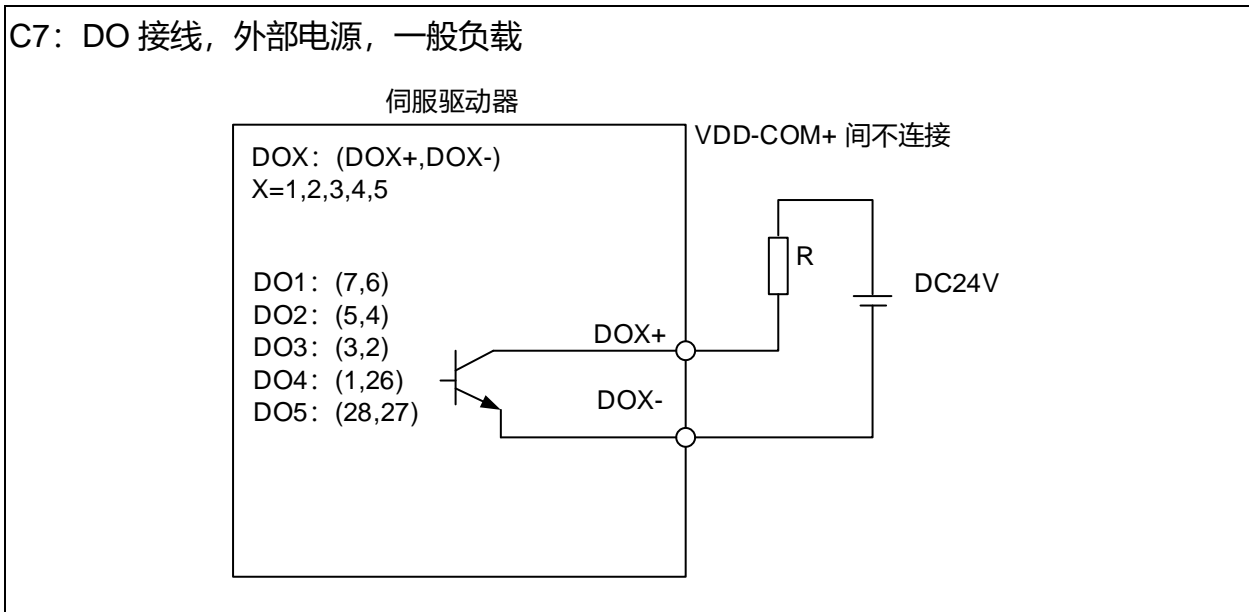 C7：DO 接线，外部电源，一般负载
伺服驱动器
VDD-COM+ 间不连接
DOX：(DOX+,DOX-)
X=1,2,3,4,5
R
DC24V
DO1：(7,6)
DO2：(5,4)
DO3：(3,2)
DO4：(1,26)
DO5：(28,27)
DOX+
DOX-